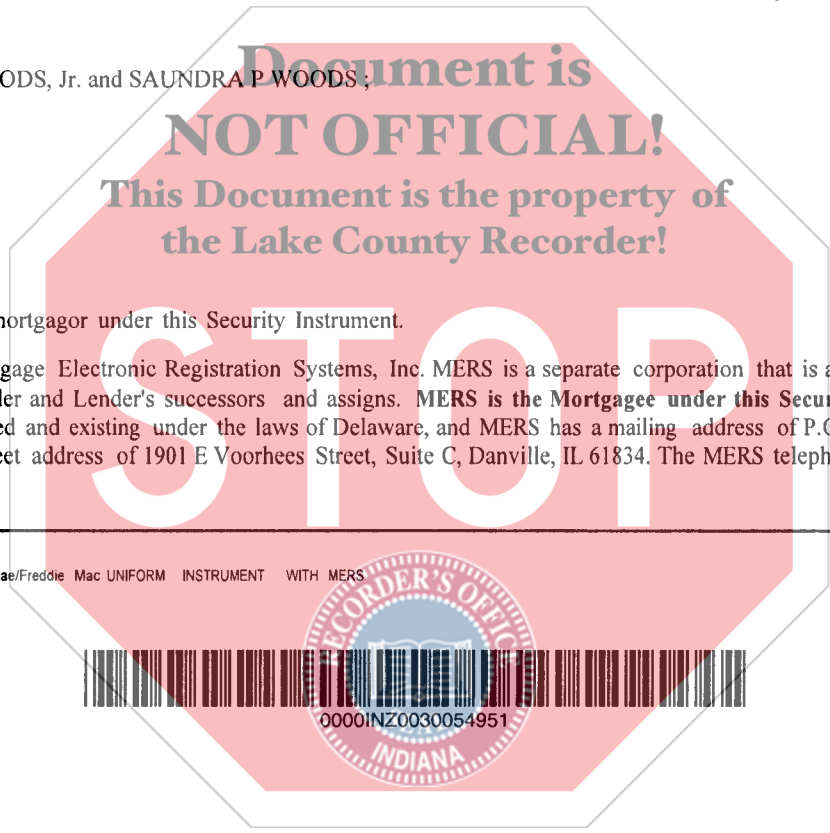 ODS, Jr. and SAUNDRA P WOODS ;
Document is
NOT OFFICIAL!
This Document is the property of
the Lake County Recorder!
mortgagor under this Security Instrument.
gage Electronic Registration Systems, Inc. MERS is a separate corporation that is a
er and Lender's successors and assigns. MERS is the Mortgagee under this Secur
ed and existing under the laws of Delaware, and MERS has a mailing address of P.O
eet address of 1901 E Voorhees Street, Suite C, Danville, IL 61834. The MERS teleph
STOP
ae/Freddie Mac UNIFORM INSTRUMENT WITH MERS
RECORDER'S OFFICE
0000INZ0030054951
INDIANA